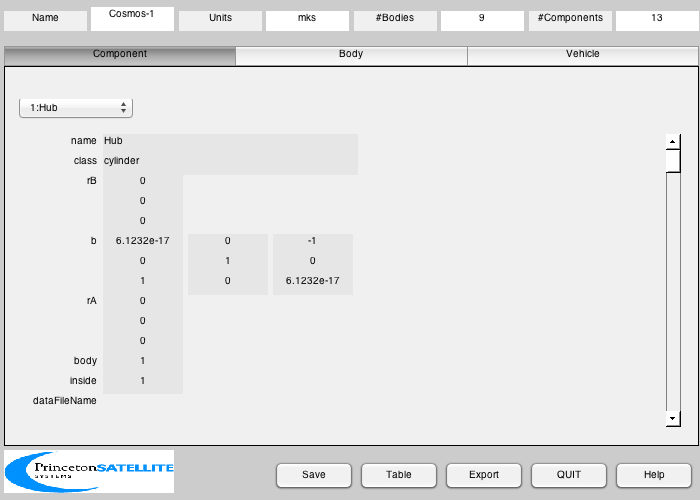 Name Cosmos-1 Units mks #Bodies 9 #Components 13
Component Body Vehicle
1:Hub
name Hub
class cylinder
rB 0
0
0
b 6.1232e-17 0 -1
0 1 0
1 0 6.1232e-17
rA 0
0
0
body 1
inside 1
dataFileName
PrincetonSATELLITE
SYSTEMS
Save Table Export QUIT Help